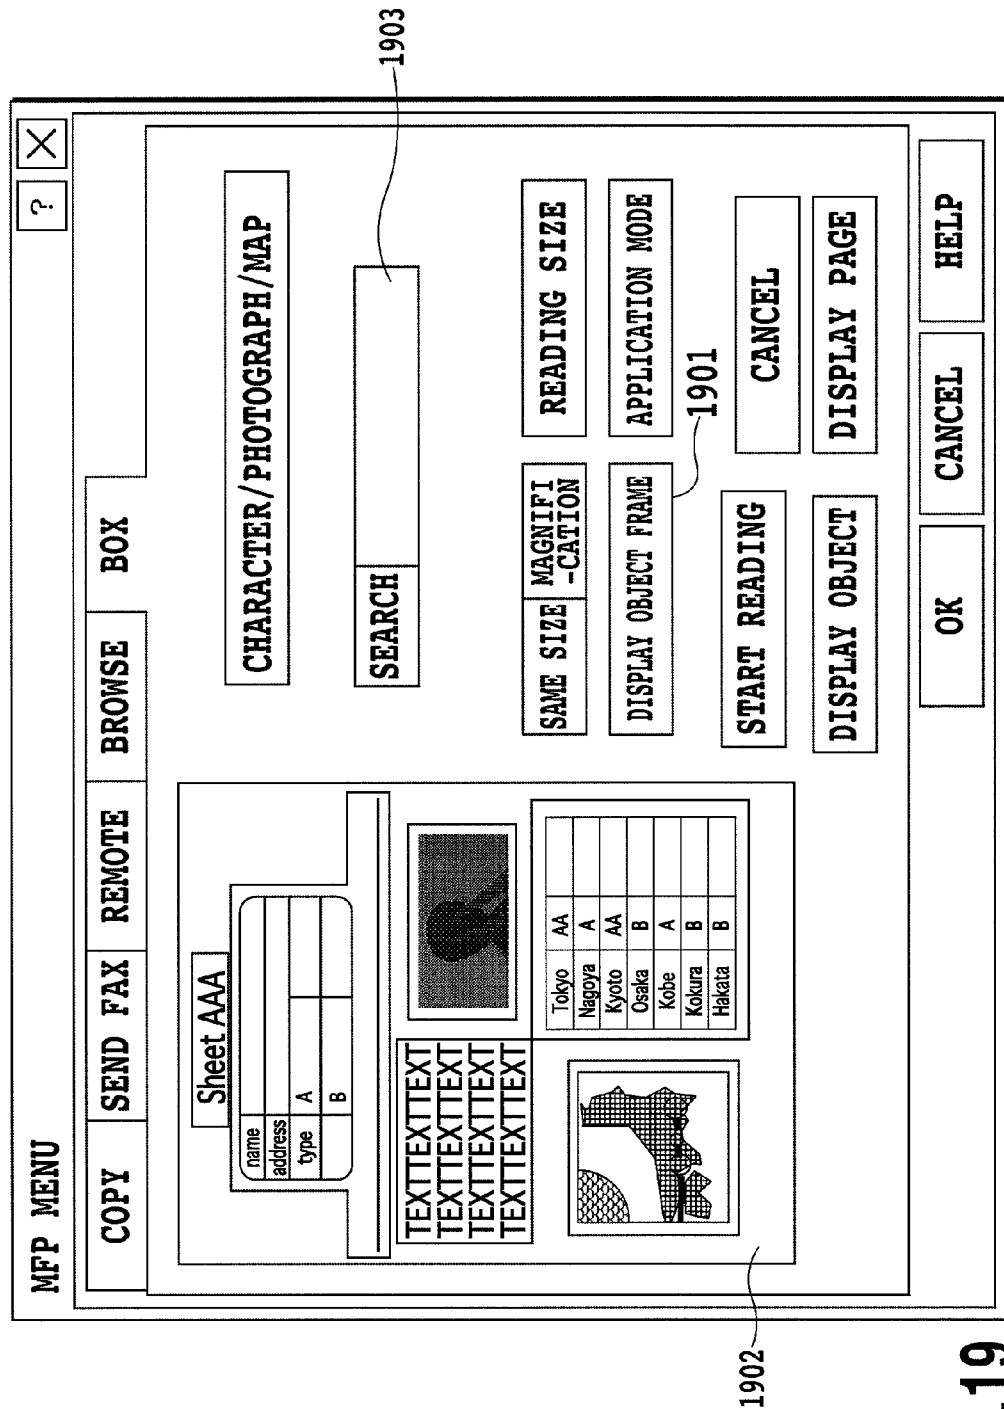 MFP MENU
? X
COPY SEND FAX REMOTE BROWSE BOX
Sheet AAA
name
address
type A
B
TEXTTEXTTEXT
TEXTTEXTTEXT
TEXTTEXTTEXT
TEXTTEXTTEXT
Tokyo AA
Nagoya A
Kyoto AA
Osaka B
Kobe A
Kokura B
Hakata B
CHARACTER/PHOTOGRAPH/MAP
SEARCH
1903
SAME SIZE MAGNIFI
-CATION
READING SIZE
DISPLAY OBJECT FRAME
APPLICATION MODE
1901
START READING
CANCEL
DISPLAY OBJECT
DISPLAY PAGE
1902
OK CANCEL HELP
.19